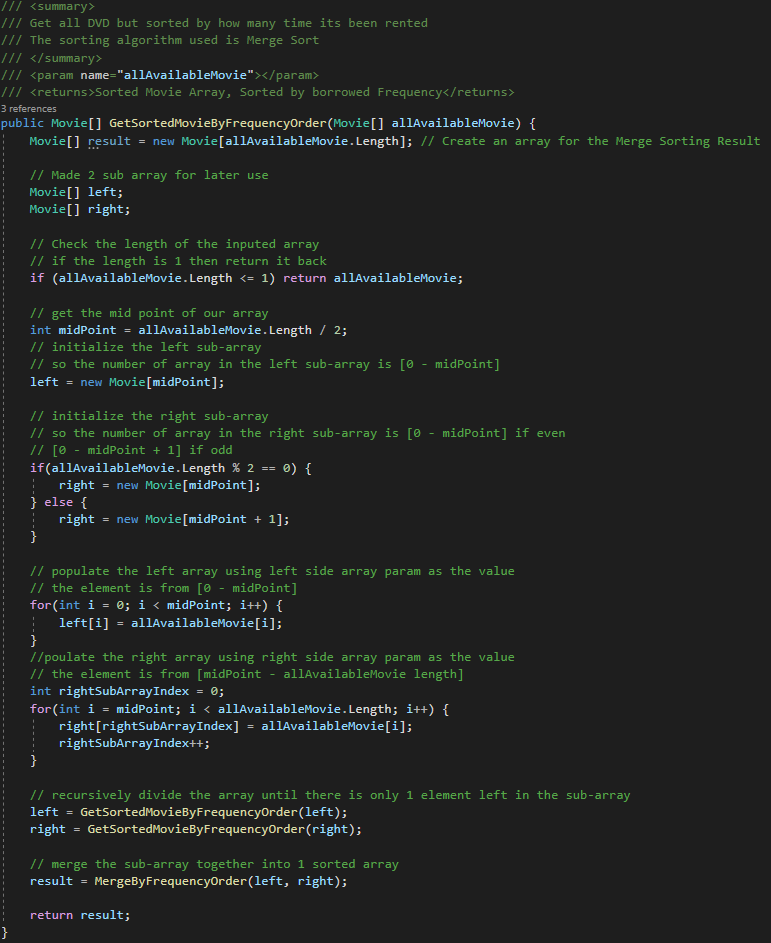 /// <summary>
/// Get all DVD but sorted by how many time its been rented
/// The sorting algorithm used is Merge Sort
/// </summary>
/// <param name="allAvailableMovie"></param>
/// <returns>Sorted Movie Array, Sorted by borrowed Frequency</returns>
3 references
public Movie[] GetSortedMovieByFrequencyOrder(Movie[] allAvailableMovie) {
    Movie[] result = new Movie[allAvailableMovie.Length]; // Create an array for the Merge Sorting Result

    // Made 2 sub array for later use
    Movie[] left;
    Movie[] right;

    // Check the length of the inputed array
    // if the length is 1 then return it back
    if (allAvailableMovie.Length <= 1) return allAvailableMovie;

    // get the mid point of our array
    int midPoint = allAvailableMovie.Length / 2;
    // initialize the left sub-array
    // so the number of array in the left sub-array is [0 - midPoint]
    left = new Movie[midPoint];

    // initialize the right sub-array
    // so the number of array in the right sub-array is [0 - midPoint] if even
    // [0 - midPoint + 1] if odd
    if(allAvailableMovie.Length % 2 == 0) {
        right = new Movie[midPoint];
    } else {
        right = new Movie[midPoint + 1];
    }

    // populate the left array using left side array param as the value
    // the element is from [0 - midPoint]
    for(int i = 0; i < midPoint; i++) {
        left[i] = allAvailableMovie[i];
    }
    //poulate the right array using right side array param as the value
    // the element is from [midPoint - allAvailableMovie length]
    int rightSubArrayIndex = 0;
    for(int i = midPoint; i < allAvailableMovie.Length; i++) {
        right[rightSubArrayIndex] = allAvailableMovie[i];
        rightSubArrayIndex++;
    }

    // recursively divide the array until there is only 1 element left in the sub-array
    left = GetSortedMovieByFrequencyOrder(left);
    right = GetSortedMovieByFrequencyOrder(right);

    // merge the sub-array together into 1 sorted array
    result = MergeByFrequencyOrder(left, right);

    return result;
}